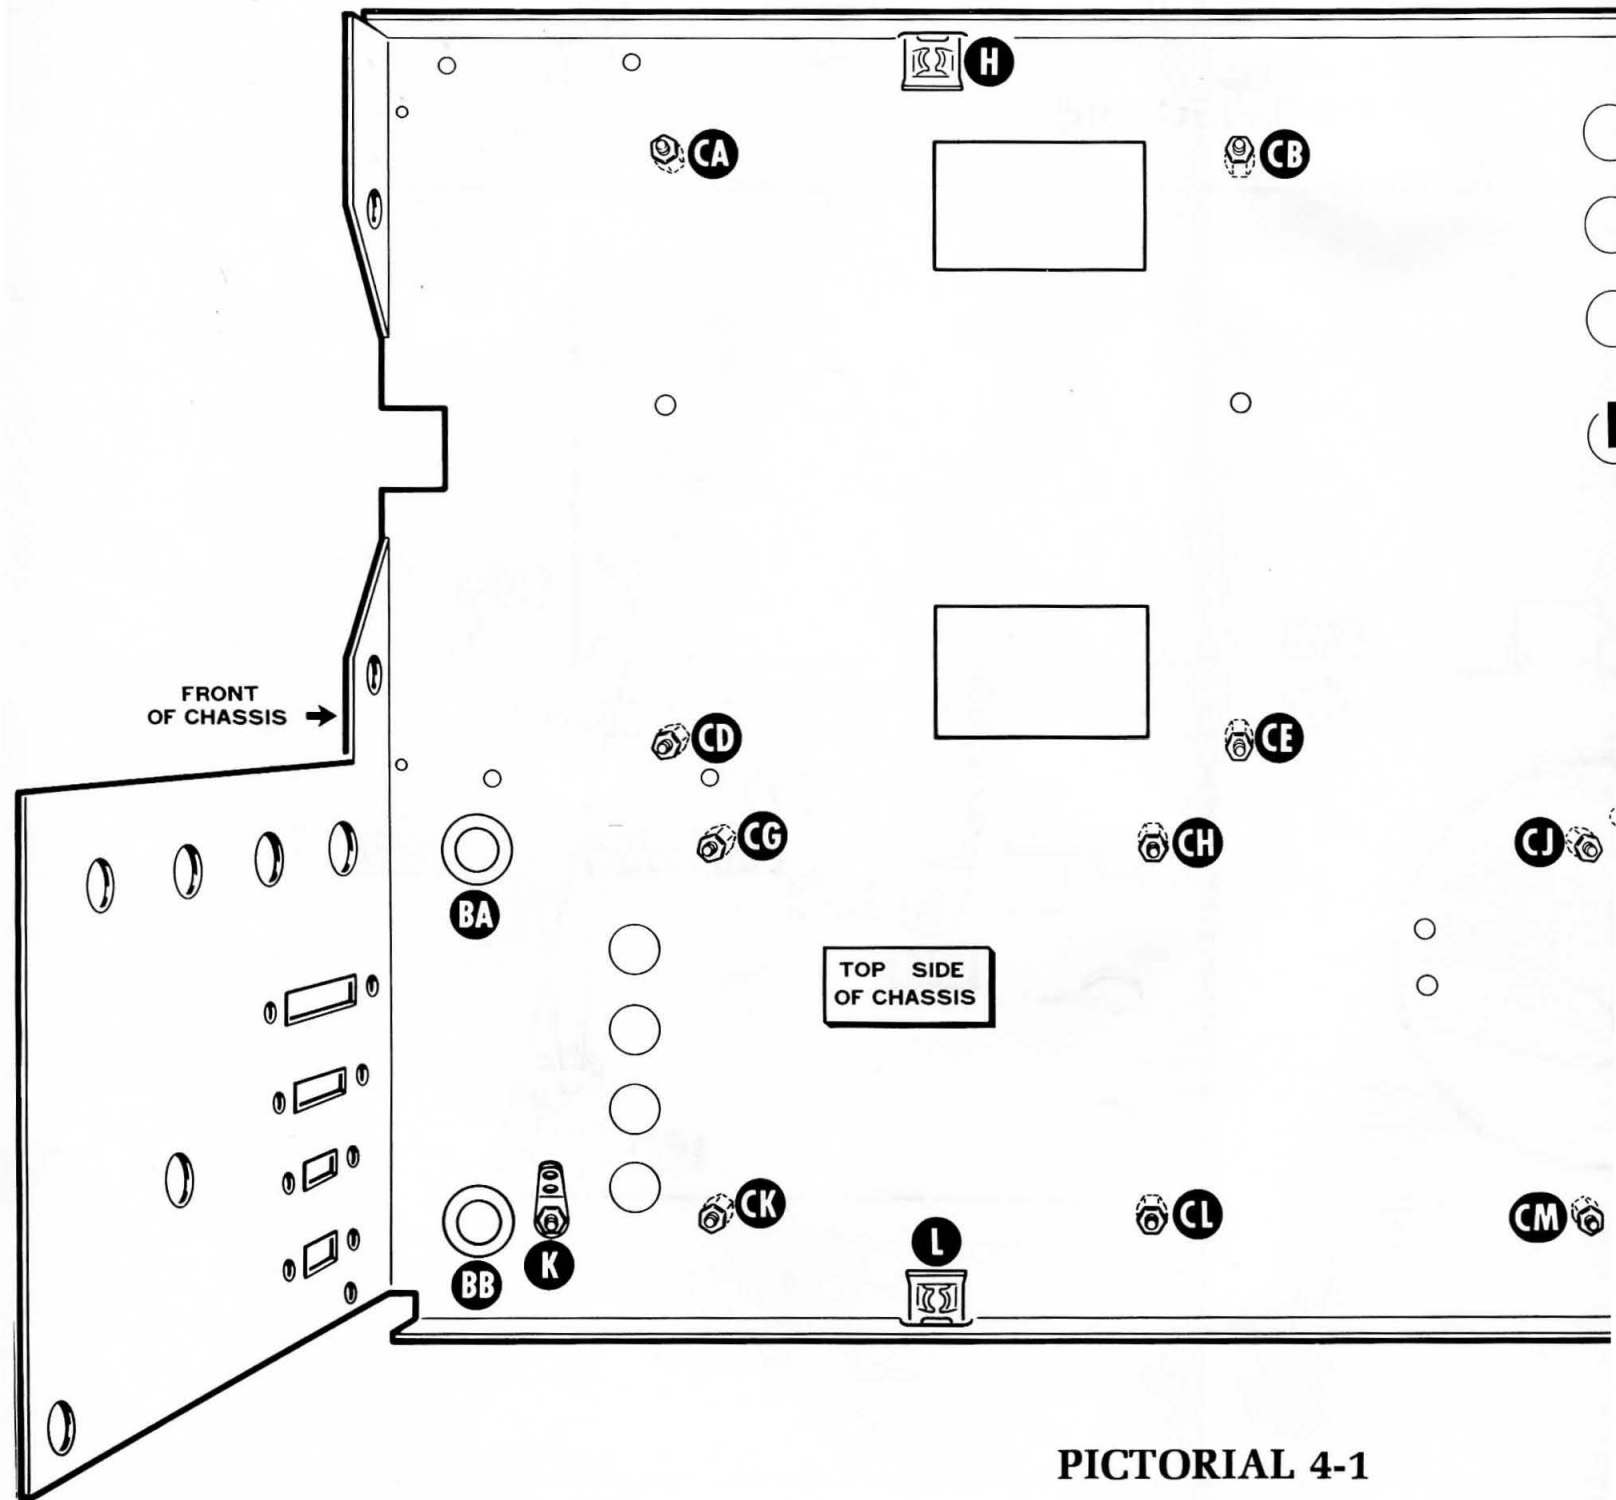 H
CA
CB
FRONT
OF CHASSIS
CD
CE
CG
CH
CJ
BA
TOP SIDE
OF CHASSIS
CK
CL
CM
L
K
BB
PICTORIAL 4-1